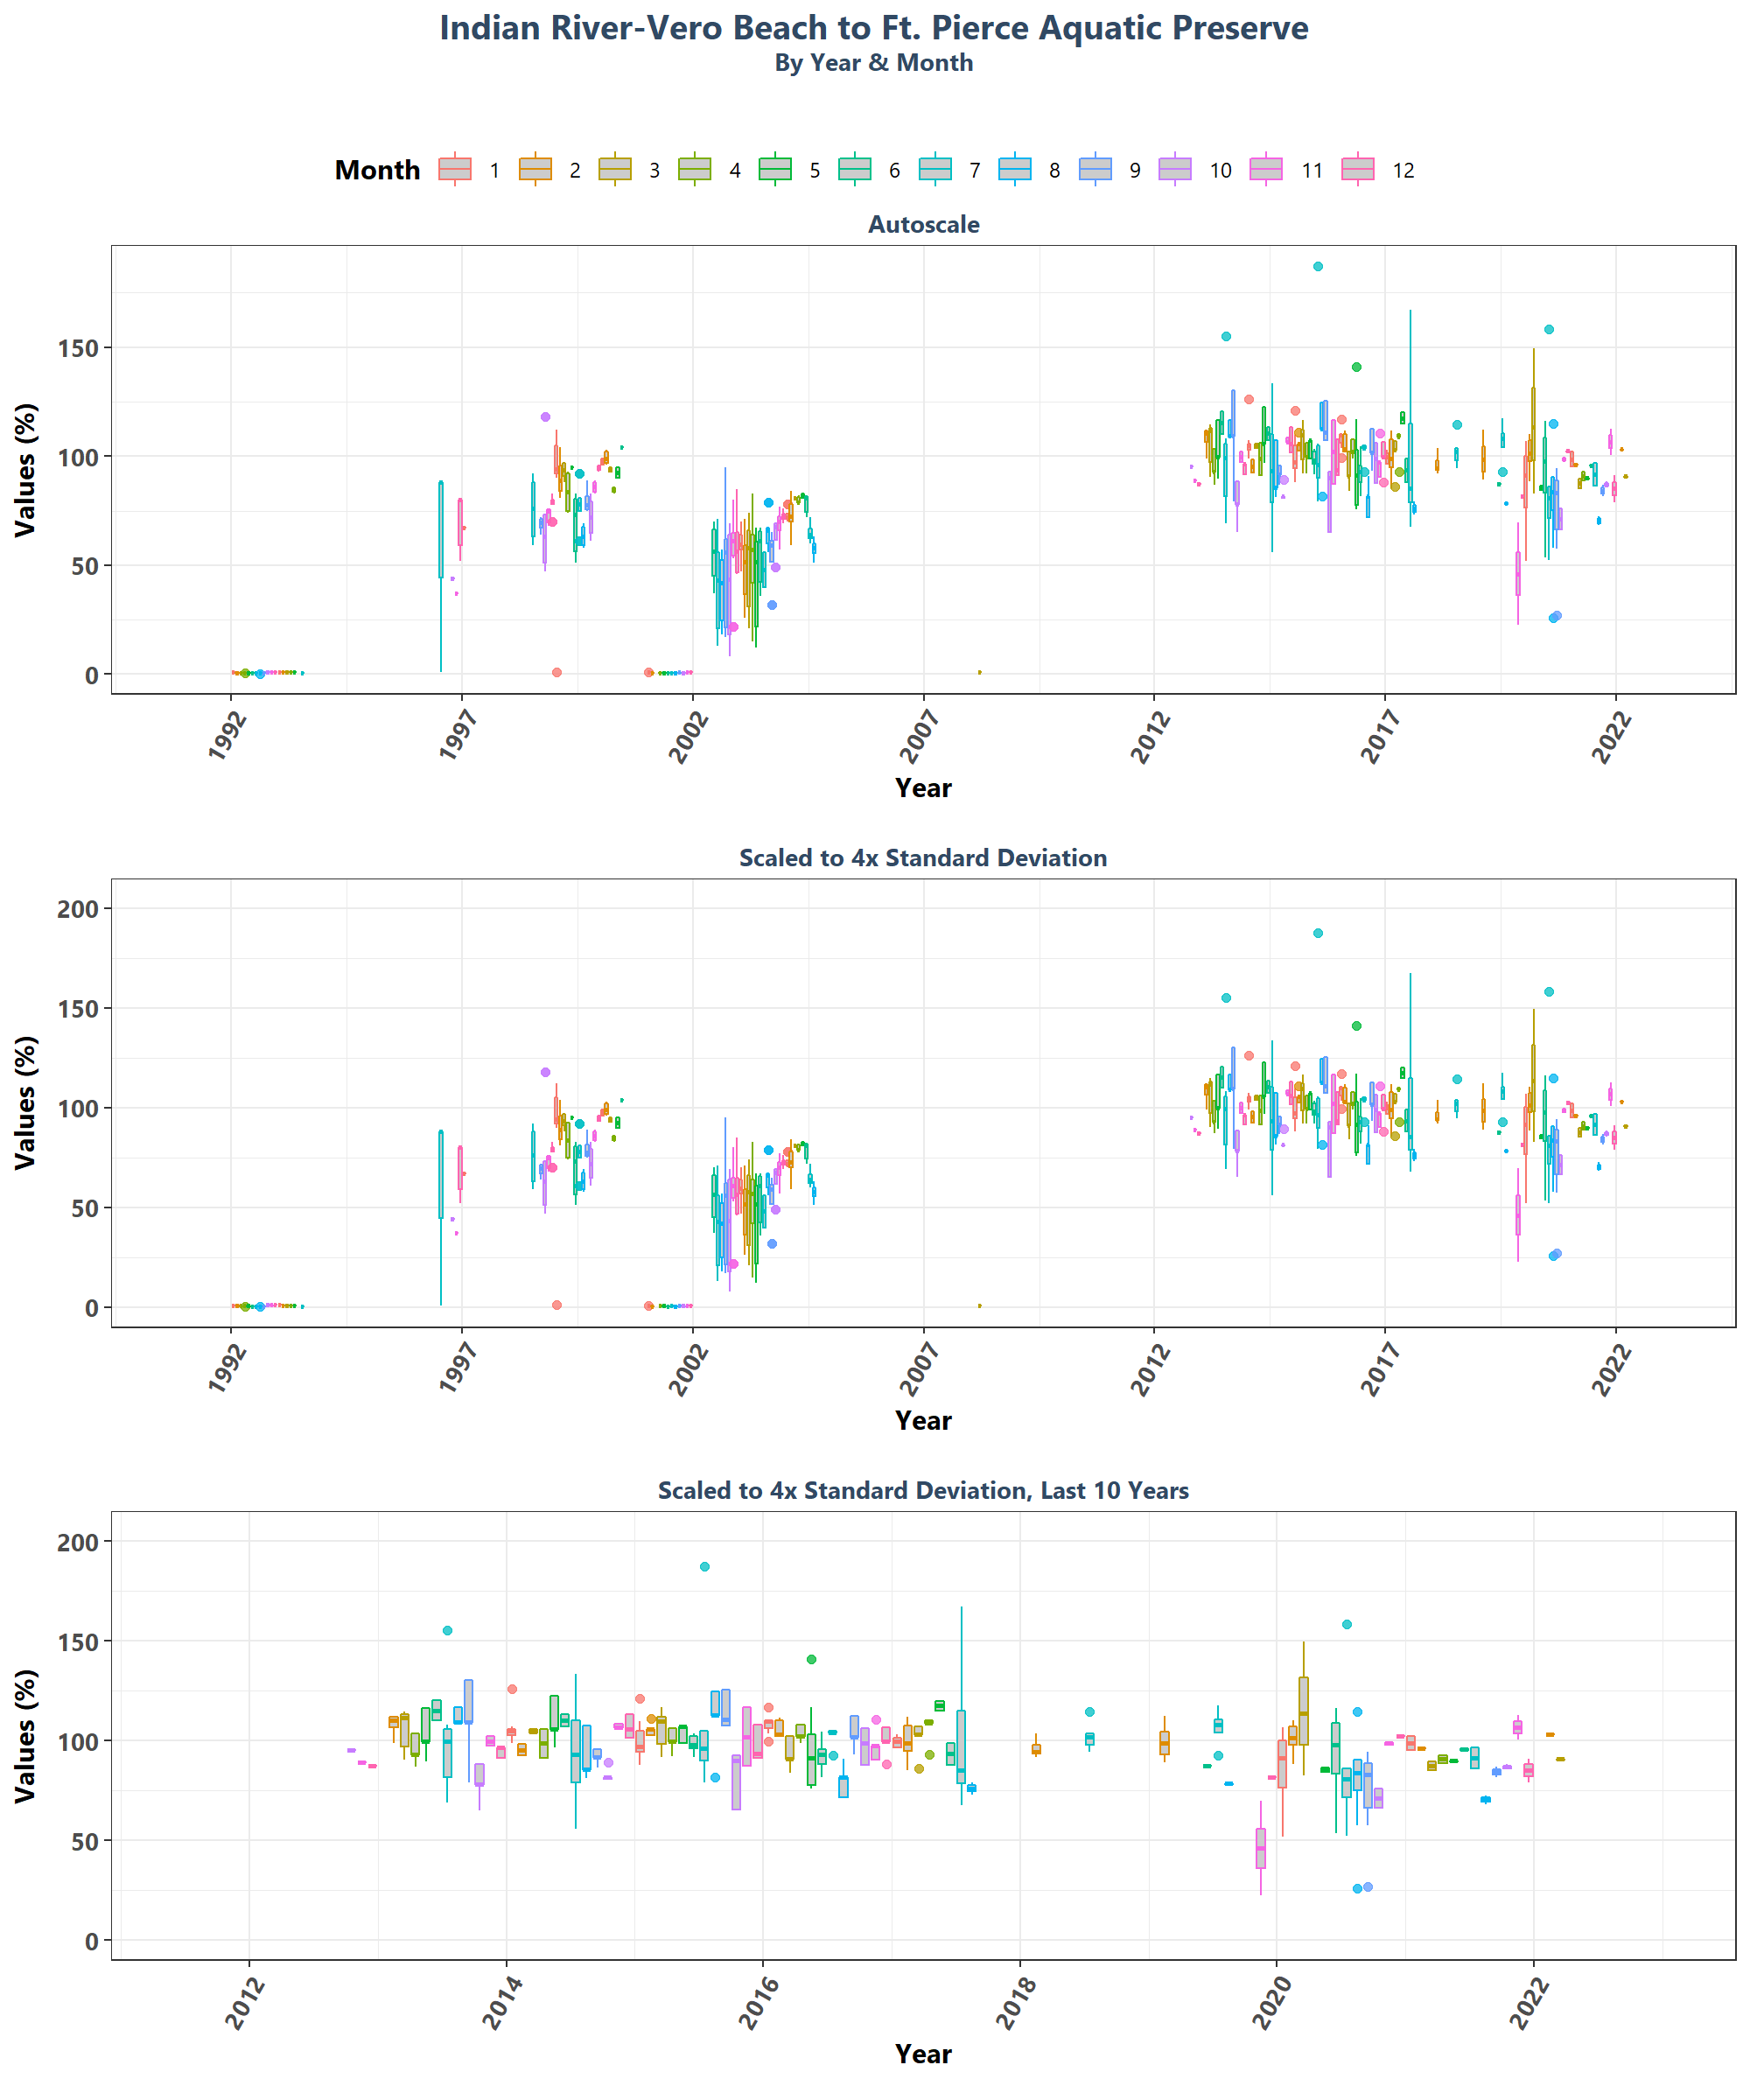 Indian River-Vero Beach to Ft. Pierce Aquatic Preserve
By Year & Month
Month 1 2 3 4 5 6 7 8 9 10 11 12
Autoscale
Values (%)
150
100
50
0
1992 1997 2002 2007 2012 2017 2022
Year
Scaled to 4x Standard Deviation
Values (%)
200
150
100
50
0
1992 1997 2002 2007 2012 2017 2022
Year
Scaled to 4x Standard Deviation, Last 10 Years
Values (%)
200
150
100
50
0
2012 2014 2016 2018 2020 2022
Year